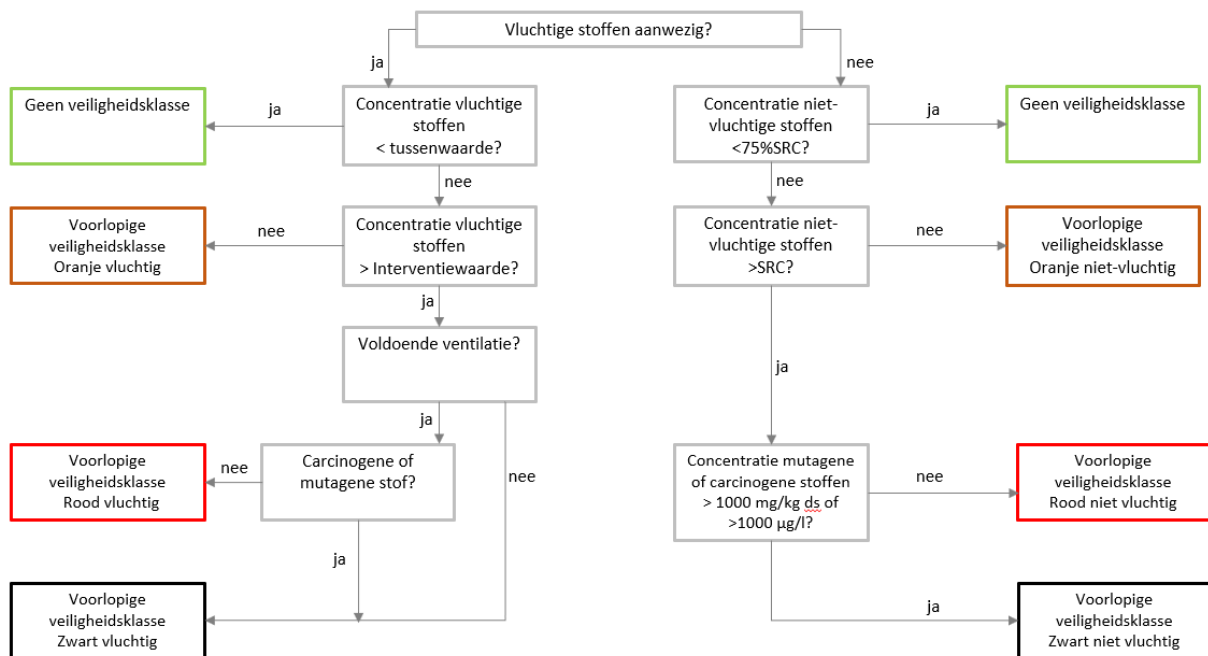 Vluchtige stoffen aanwezig?
ja
nee
Geen veiligheidsklasse
ja
Concentratie vluchtige
stoffen
< tussenwaarde?
Concentratie niet-
vluchtige stoffen
<75%SRC?
ja
Geen veiligheidsklasse
nee
nee
Voorlopige
veiligheidsklasse
Oranje vluchtig
nee
Concentratie vluchtige
stoffen
> Interventiewaarde?
Concentratie niet-
vluchtige stoffen
>SRC?
nee
Voorlopige
veiligheidsklasse
Oranje niet-vluchtig
ja
Voldoende ventilatie?
ja
ja
Voorlopige
veiligheidsklasse
Rood vluchtig
nee
Carcinogene of
mutagene stof?
nee
Concentratie mutagene
of carcinogene stoffen
> 1000 mg/kg ds of
>1000 µg/l?
nee
Voorlopige
veiligheidsklasse
Rood niet vluchtig
ja
Voorlopige
veiligheidsklasse
Zwart vluchtig
ja
Voorlopige
veiligheidsklasse
Zwart niet vluchtig